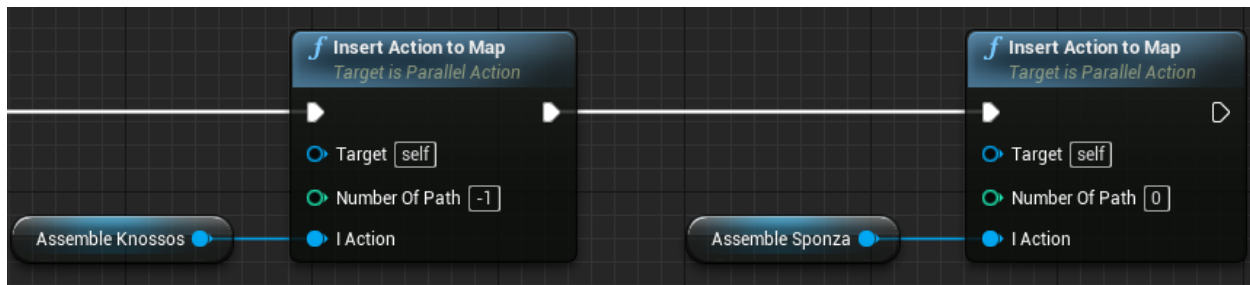 f Insert Action to Map
Target is Parallel Action
Target self
Number Of Path -1
Assemble Knossos
I Action
f Insert Action to Map
Target is Parallel Action
Target self
Number Of Path 0
Assemble Sponza
I Action